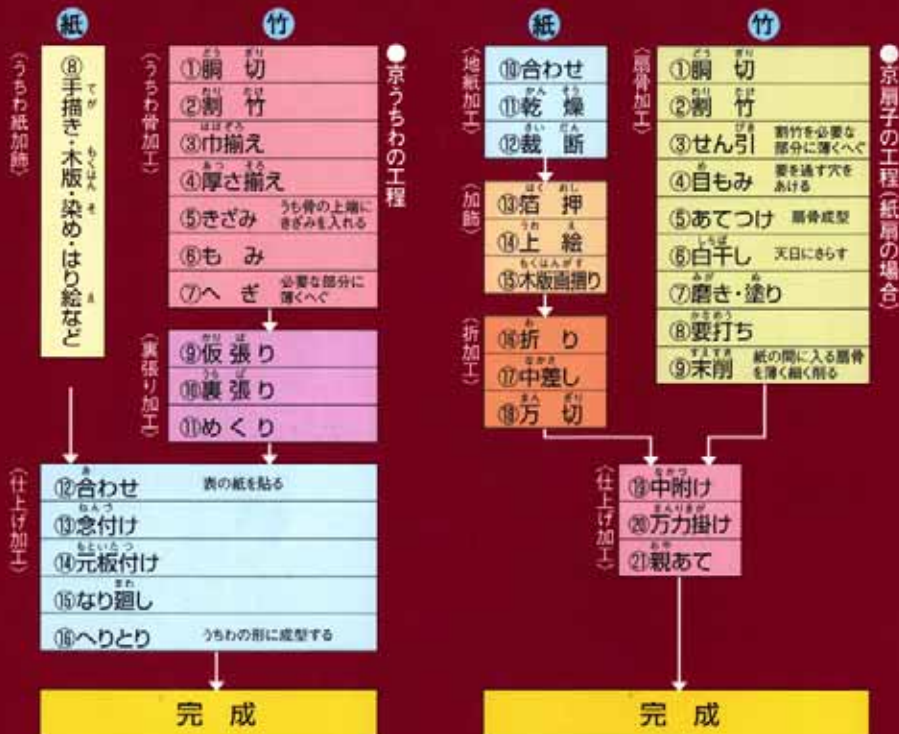 ●京扇子の工程(紙扇の場合)
竹
〈扇骨加工〉
①胴切
②割竹
③せん引 割竹を必要な部分に薄くへぐ
④目もみ 要を通す穴をあける
⑤あてつけ 扇骨成型
⑥白干し 天日にさらす
⑦磨き・塗り
⑧要打ち
⑨末削 紙の間に入る扇骨を薄く細く削る
紙
〈地紙加工〉
⑩合わせ
⑪乾燥
⑫裁断
〈加飾〉
⑬箔押
⑭上絵
⑮木版画摺り
〈折加工〉
⑯折り
⑰中差し
⑱万切
〈仕上げ加工〉
⑲中附け
⑳万力掛け
㉑親あて
完成
●京うちわの工程
竹
〈うちわ骨加工〉
①胴切
②割竹
③巾揃え
④厚さ揃え
⑤きざみ うち骨の上端にきざみを入れる
⑥もみ
⑦へぎ 必要な部分に薄くへぐ
紙
〈うちわ紙加飾〉
⑧手描き・木版・染め・はり絵など
〈裏張り加工〉
⑨仮張り
⑩裏張り
⑪めくり
〈仕上げ加工〉
⑫合わせ 表の紙を貼る
⑬念付け
⑭元板付け
⑮なり廻し
⑯へりとり うちわの形に成型する
完成